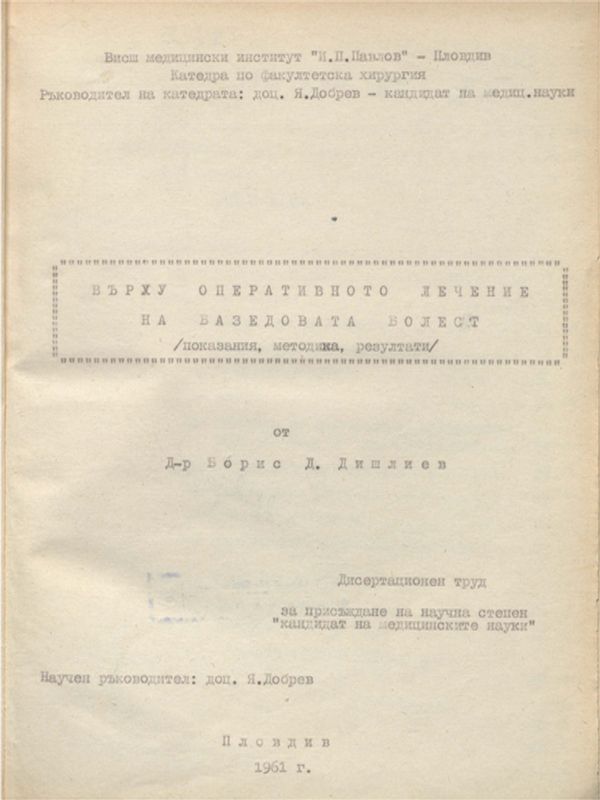 Висш медицински институт "И.П.Павлов" - Пловдив
Катедра по факултетска хирургия
Ръководител на катедрата: доц. Я.Добрев - кандидат на медиц.науки
ВЪРХУ ОПЕРАТИВНОТО ЛЕЧЕНИЕ
НА БАЗЕДОВАТА БОЛЕСТ
/показания, методика, резултати/
от
Д-р Борис Д. Дишлиев
Дисертационен труд
за присъждане на научна степен
"кандидат на медицинските науки"
Научен ръководител: доц. Я.Добрев
Пловдив
1961 г.